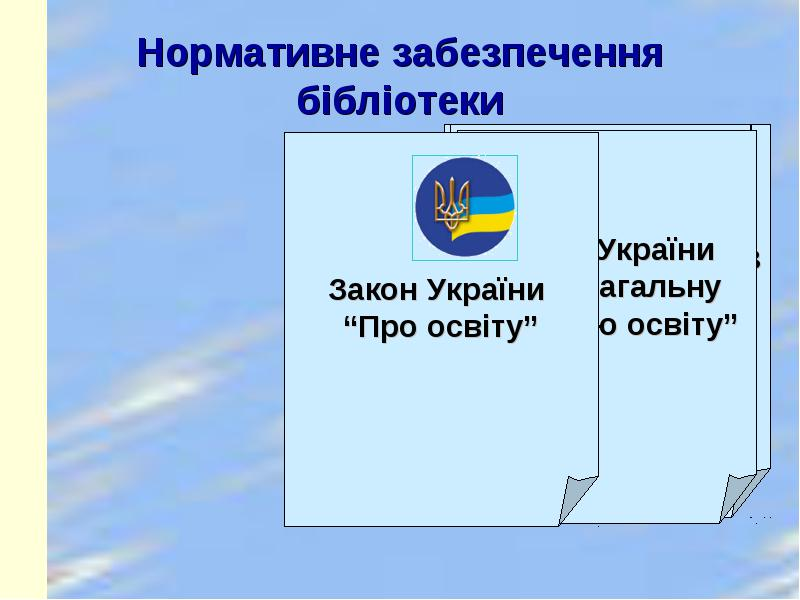 Нормативне забезпечення
бібліотеки
Закон України
“Про освіту”
України
агальну
ю освіту”
в